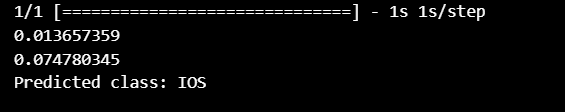 1/1 [==============================] - 1s 1s/step
0.013657359
0.074780345
Predicted class: IOS